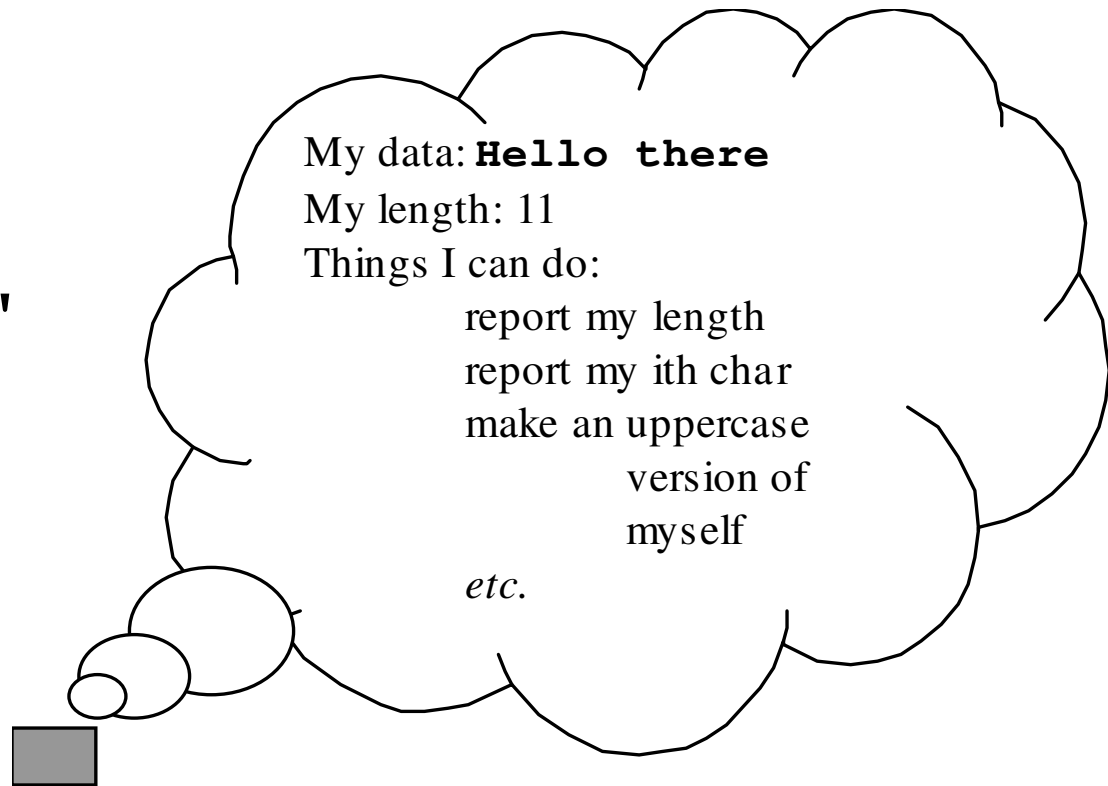 My data: Hello there
My length: 11
Things I can do:
report my length
"
report my ith char
make an uppercase
version of
myself
etc.